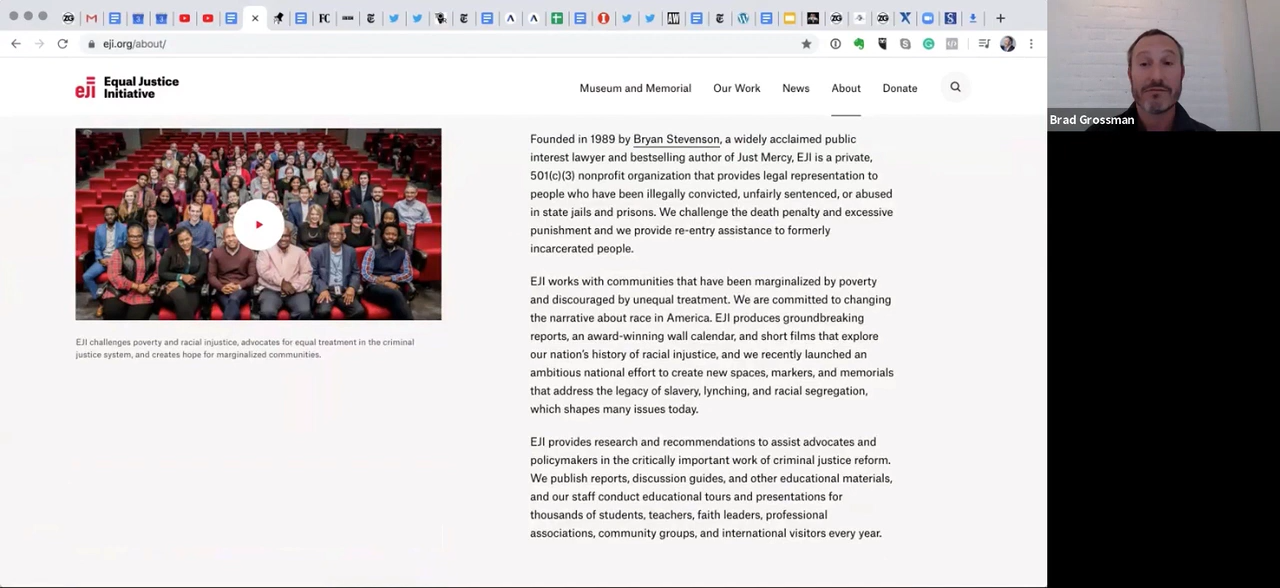 eji.org/about/
eji
Equal Justice
Initiative
Museum and Memorial
Our Work
News
About
Donate
Brad Grossman
Founded in 1989 by Bryan Stevenson, a widely acclaimed public
interest lawyer and bestselling author of Just Mercy, EJI is a private,
501(c)(3) nonprofit organization that provides legal representation to
people who have been illegally convicted, unfairly sentenced, or abused
in state jails and prisons. We challenge the death penalty and excessive
punishment and we provide re-entry assistance to formerly
incarcerated people.
EJI works with communities that have been marginalized by poverty
and discouraged by unequal treatment. We are committed to changing
the narrative about race in America. EJI produces groundbreaking
reports, an award-winning wall calendar, and short films that explore
our nation's history of racial injustice, and we recently launched an
ambitious national effort to create new spaces, markers, and memorials
that address the legacy of slavery, lynching, and racial segregation,
which shapes many issues today.
EJI provides research and recommendations to assist advocates and
policymakers in the critically important work of criminal justice reform.
We publish reports, discussion guides, and other educational materials,
and our staff conduct educational tours and presentations for
thousands of students, teachers, faith leaders, professional
associations, community groups, and international visitors every year.
EJI challenges poverty and racial injustice, advocates for equal treatment in the criminal
justice system, and creates hope for marginalized communities.